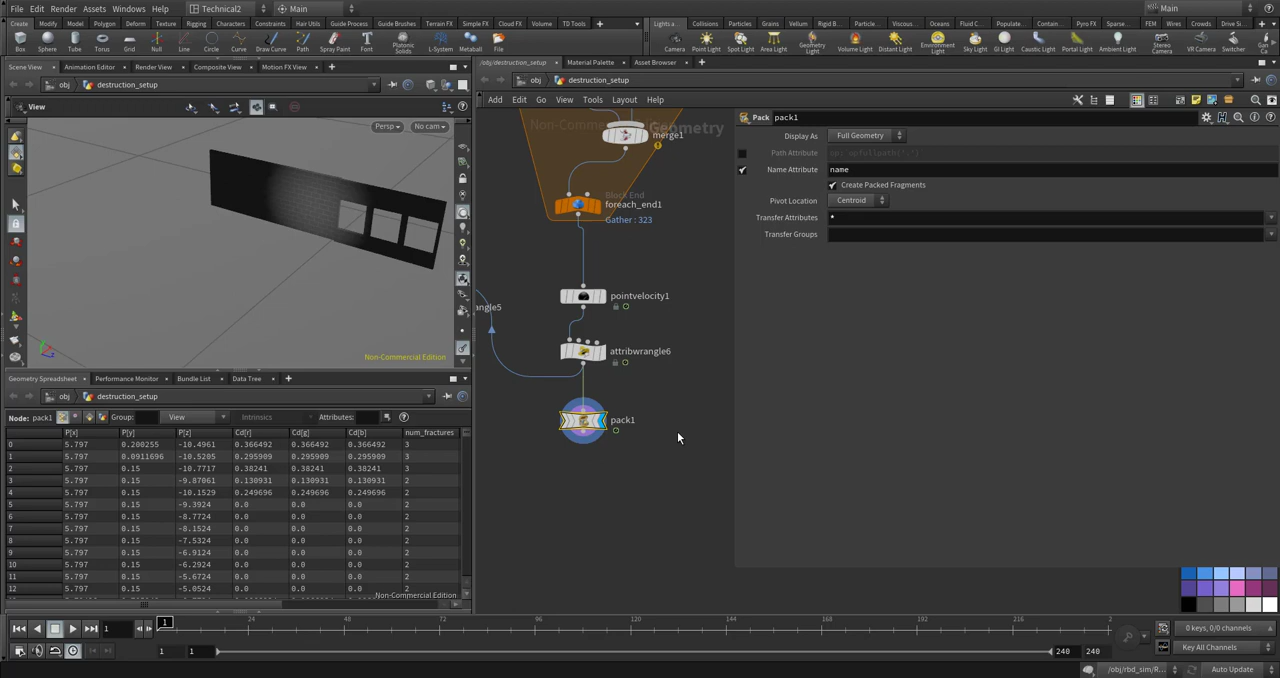 File Edit Render Assets Windows Help Technical2 Main Main
Create Modify Model Polygon Deform Texture Rigging Characters Constraints Hair Utils Guide Process Guide Brushes Terrain FX Simple FX Cloud FX Volume TD Tools
Lights a Collisions Particles Grains Vellum Rigid B Particle Viscous Oceans Fluid C Populate Contain Pyro FX Sparse Pyr FEM Wires Crowds Drive Si
Box Sphere Tube Torus Grid Null Line Circle Curve Draw Curve Path Spray Paint Font Platonic Solids L-System Metaball File
Camera Point Light Spot Light Area Light Geometry Light Volume Light Distant Light Environment Light Sky Light GI Light Caustic Light Portal Light Ambient Light Stereo Camera VR Camera Switcher
Scene View Animation Editor Render View Composite View Motion FX View
/obj/destruction_setup Material Palette Asset Browser
obj destruction_setup
obj destruction_setup
Add Edit Go View Tools Layout Help
View
Persp No cam
Non-Commercial Edition
Non-Commercial
Geometry
merge1
Block End
foreach_end1
Gather : 323
pointvelocity1
angle5
attribwrangle6
pack1
Pack pack1
Display As Full Geometry
Path Attribute
Name Attribute name
Create Packed Fragments
Pivot Location Centroid
Transfer Attributes *
Transfer Groups
Geometry Spreadsheet Performance Monitor Bundle List Data Tree
obj destruction_setup
Node: pack1 Group: View Intrinsics Attributes:
P[x] P[y] P[z] Cd[r] Cd[g] Cd[b] num_fractures
0 5.797 0.200255 -10.4961 0.366492 0.366492 0.366492 3
1 5.797 0.0911696 -10.5205 0.295909 0.295909 0.295909 3
2 5.797 0.15 -10.7717 0.38241 0.38241 0.38241 3
3 5.797 0.15 -9.87061 0.130931 0.130931 0.130931 2
4 5.797 0.15 -10.1529 0.249696 0.249696 0.249696 2
5 5.797 0.15 -9.3924 0.0 0.0 0.0 2
6 5.797 0.15 -8.7724 0.0 0.0 0.0 2
7 5.797 0.15 -8.1524 0.0 0.0 0.0 2
8 5.797 0.15 -7.5324 0.0 0.0 0.0 2
9 5.797 0.15 -6.9124 0.0 0.0 0.0 2
10 5.797 0.15 -6.2924 0.0 0.0 0.0 2
11 5.797 0.15 -5.6724 0.0 0.0 0.0 2
12 5.797 0.15 -5.0524 0.0 0.0 0.0 2
Non-Commercial Edition
1 1 24 48 72 96 120 144 168 192 216 2
0 keys, 0/0 channels
1 1 240 240 Key All Channels
/obj/rbd_sim/R... Auto Update